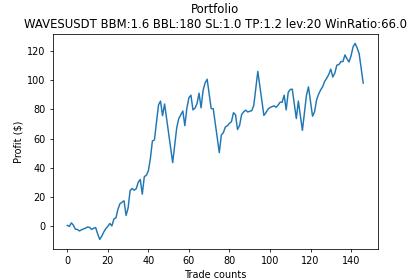 Portfolio
WAVESUSDT BBM:1.6 BBL:180 SL:1.0 TP:1.2 lev:20 WinRatio:66.0
120
100
80
60
40
20
0
Profit ($)
0 20 40 60 80 100 120 140
Trade counts